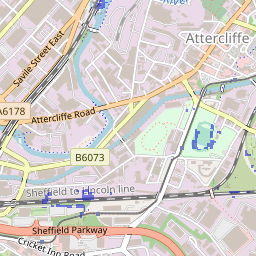 Attercliffe
Savile Street East
A6178
Attercliffe Road
B6073
Sheffield to Lincoln line
Sheffield Parkway
Cricket Inn Road